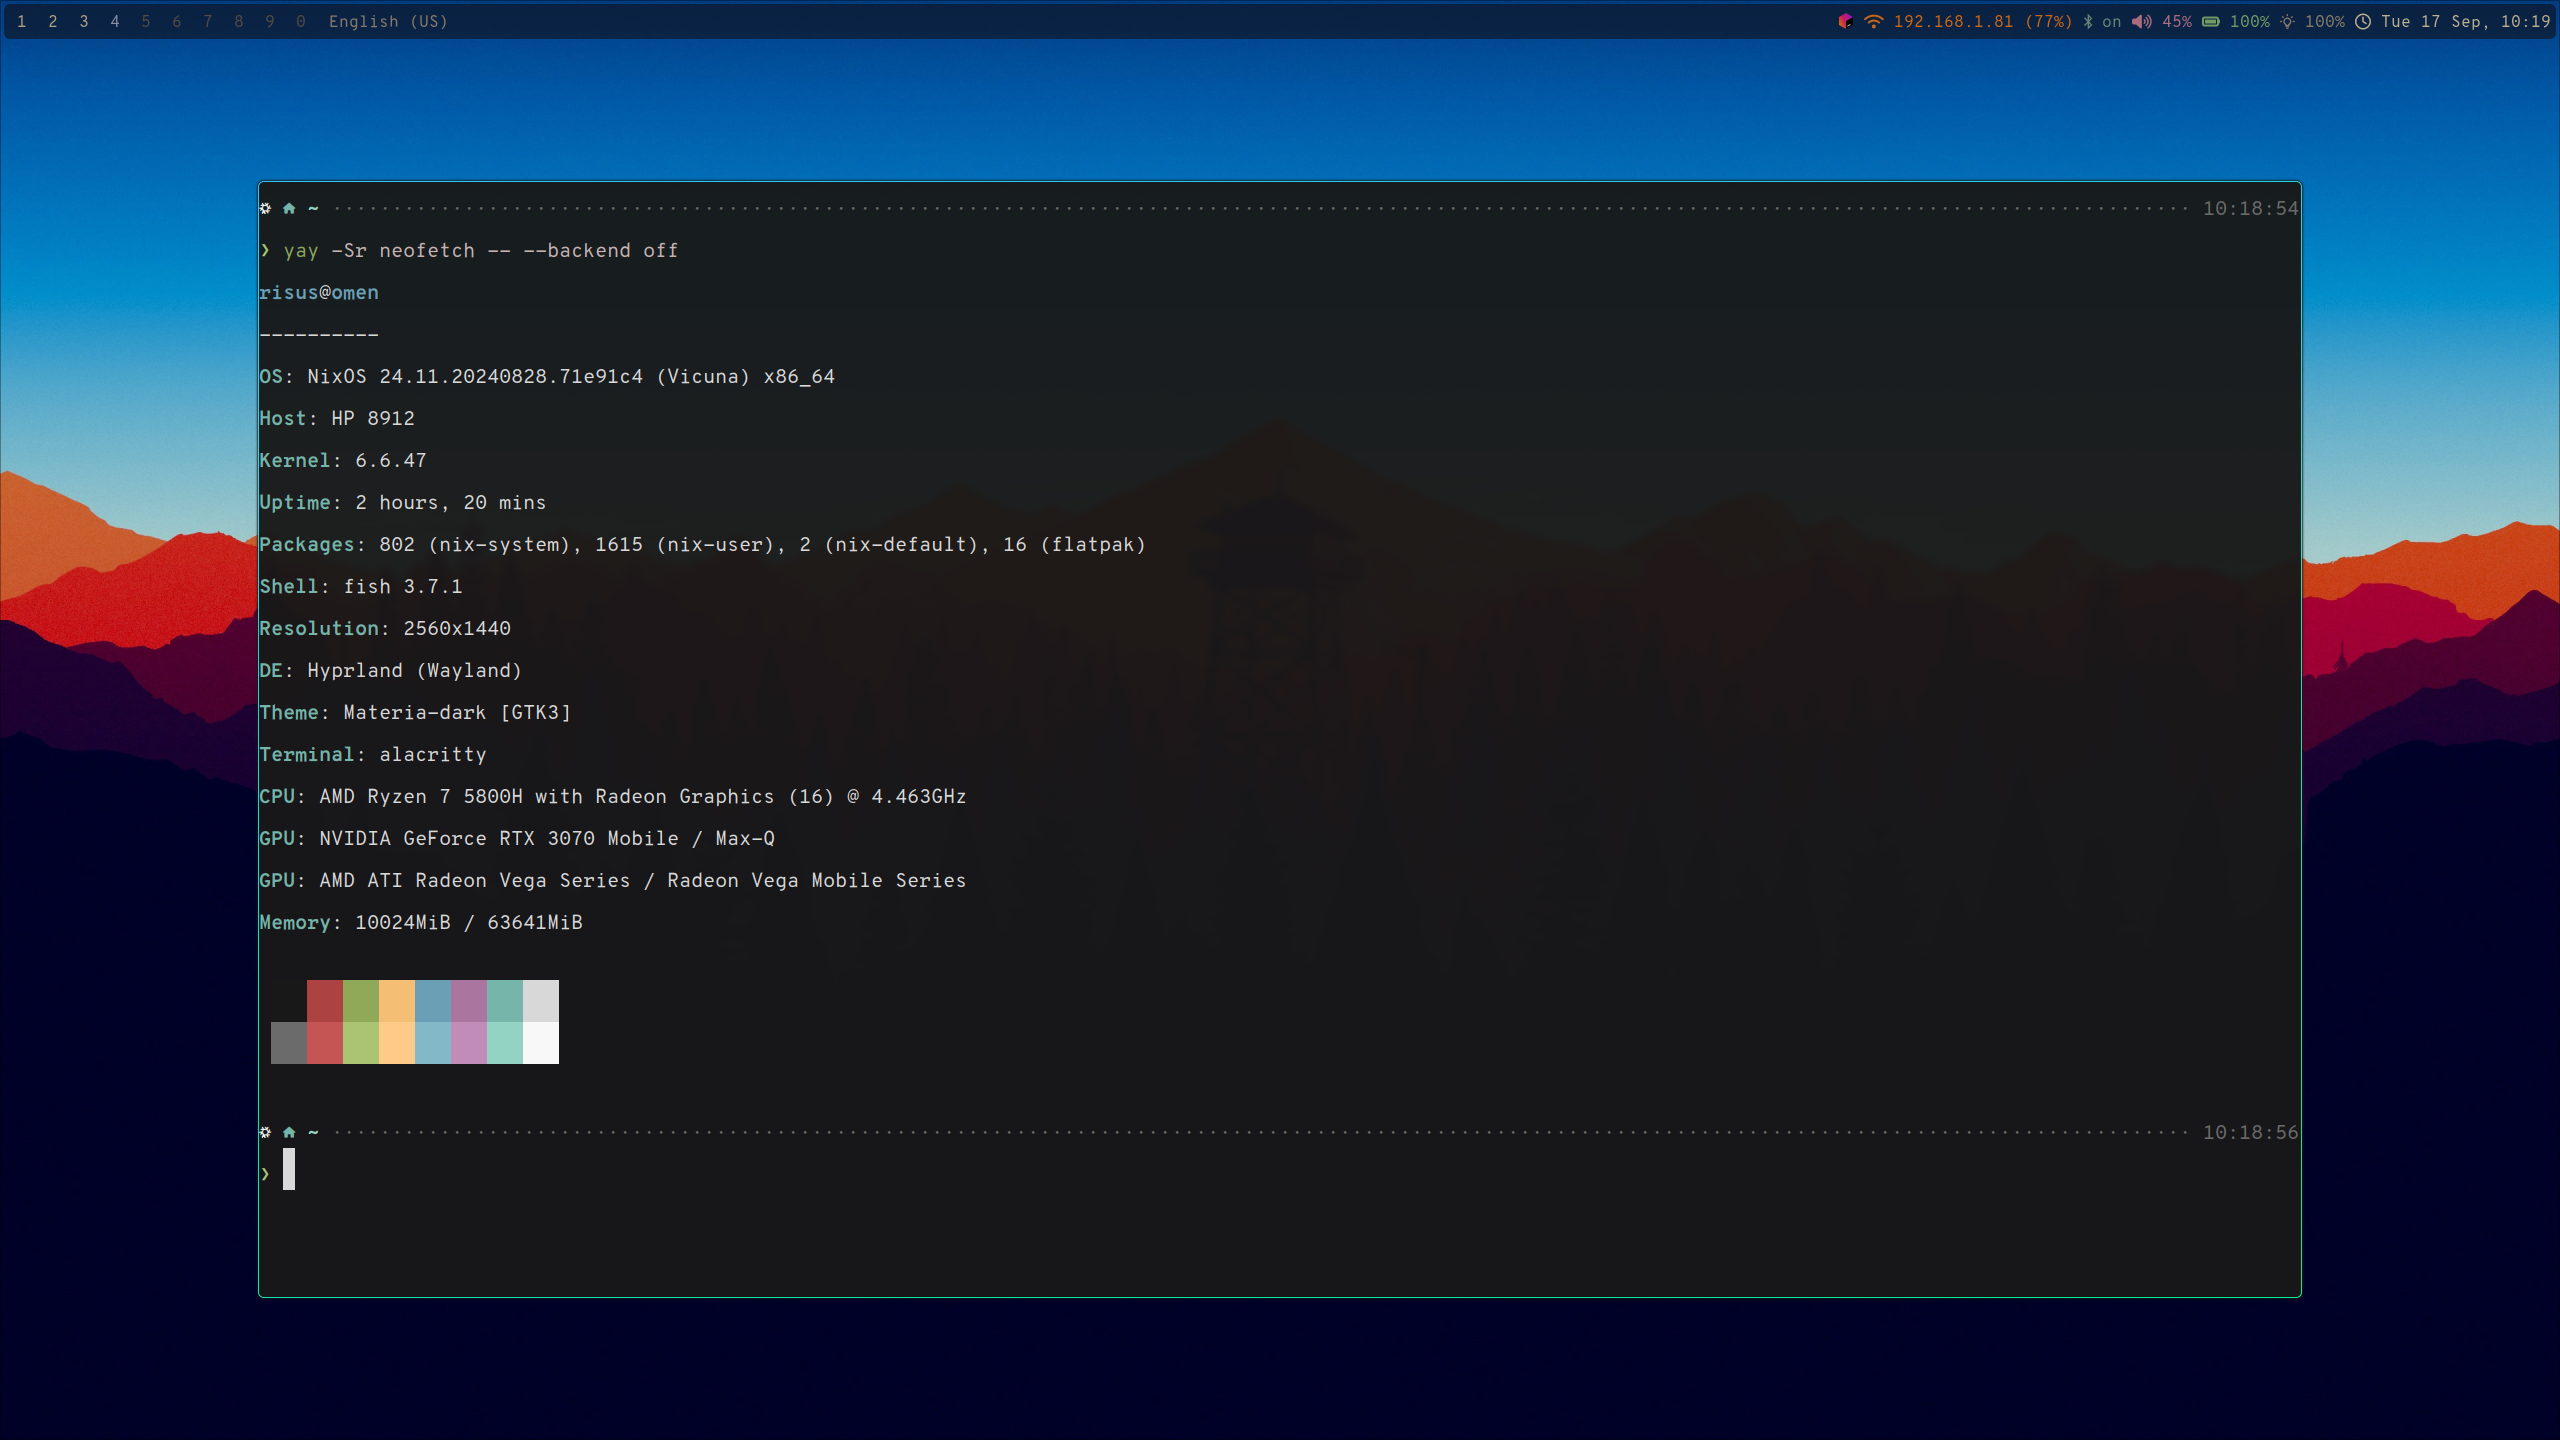 1 2 3 4 5 6 7 8 9 0 English (US) 192.168.1.81 (77%) on 45% 100% 100% Tue 17 Sep, 10:19
~ 10:18:54
❯ yay -Sr neofetch -- --backend off
risus@omen
----------
OS: NixOS 24.11.20240828.71e91c4 (Vicuna) x86_64
Host: HP 8912
Kernel: 6.6.47
Uptime: 2 hours, 20 mins
Packages: 802 (nix-system), 1615 (nix-user), 2 (nix-default), 16 (flatpak)
Shell: fish 3.7.1
Resolution: 2560x1440
DE: Hyprland (Wayland)
Theme: Materia-dark [GTK3]
Terminal: alacritty
CPU: AMD Ryzen 7 5800H with Radeon Graphics (16) @ 4.463GHz
GPU: NVIDIA GeForce RTX 3070 Mobile / Max-Q
GPU: AMD ATI Radeon Vega Series / Radeon Vega Mobile Series
Memory: 10024MiB / 63641MiB
~ 10:18:56
❯